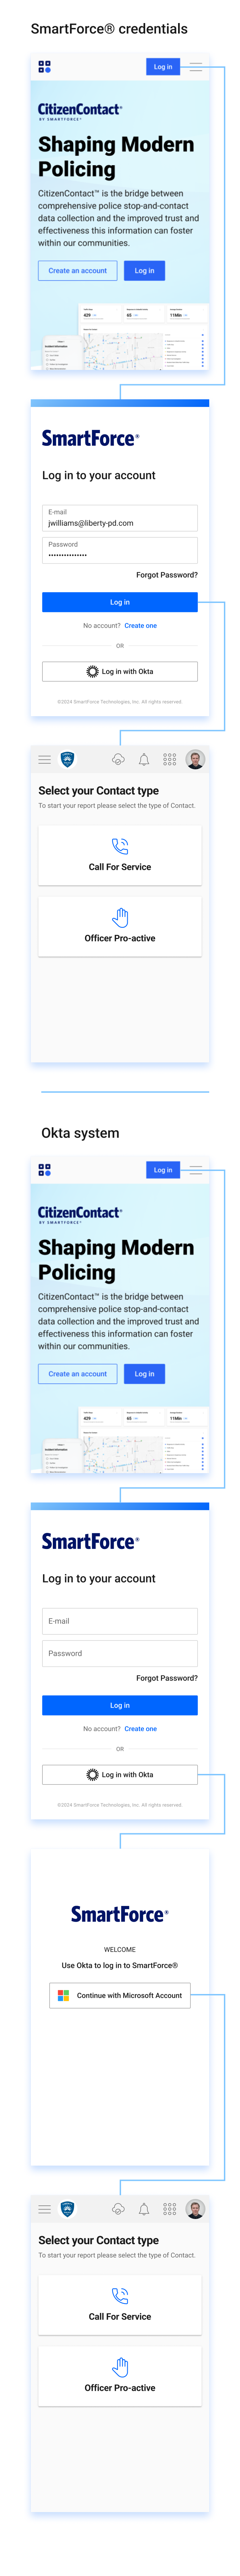 SmartForce® credentials
Log in
CitizenContact™
BY SMARTFORCE®
Shaping Modern
Policing
CitizenContact™ is the bridge between
comprehensive police stop-and-contact
data collection and the improved trust and
effectiveness this information can foster
within our communities.
Create an account
Log in
429
65
11Min
SmartForce®
Log in to your account
E-mail
jwilliams@liberty-pd.com
Password
Forgot Password?
Log in
No account? Create one
OR
Log in with Okta
©2024 SmartForce Technologies, Inc. All rights reserved.
Select your Contact type
To start your report please select the type of Contact.
Call For Service
Officer Pro-active
Okta system
Log in
CitizenContact™
BY SMARTFORCE®
Shaping Modern
Policing
CitizenContact™ is the bridge between
comprehensive police stop-and-contact
data collection and the improved trust and
effectiveness this information can foster
within our communities.
Create an account
Log in
429
65
11Min
SmartForce®
Log in to your account
E-mail
Password
Forgot Password?
Log in
No account? Create one
OR
Log in with Okta
©2024 SmartForce Technologies, Inc. All rights reserved.
SmartForce®
WELCOME
Use Okta to log in to SmartForce®
Continue with Microsoft Account
Select your Contact type
To start your report please select the type of Contact.
Call For Service
Officer Pro-active